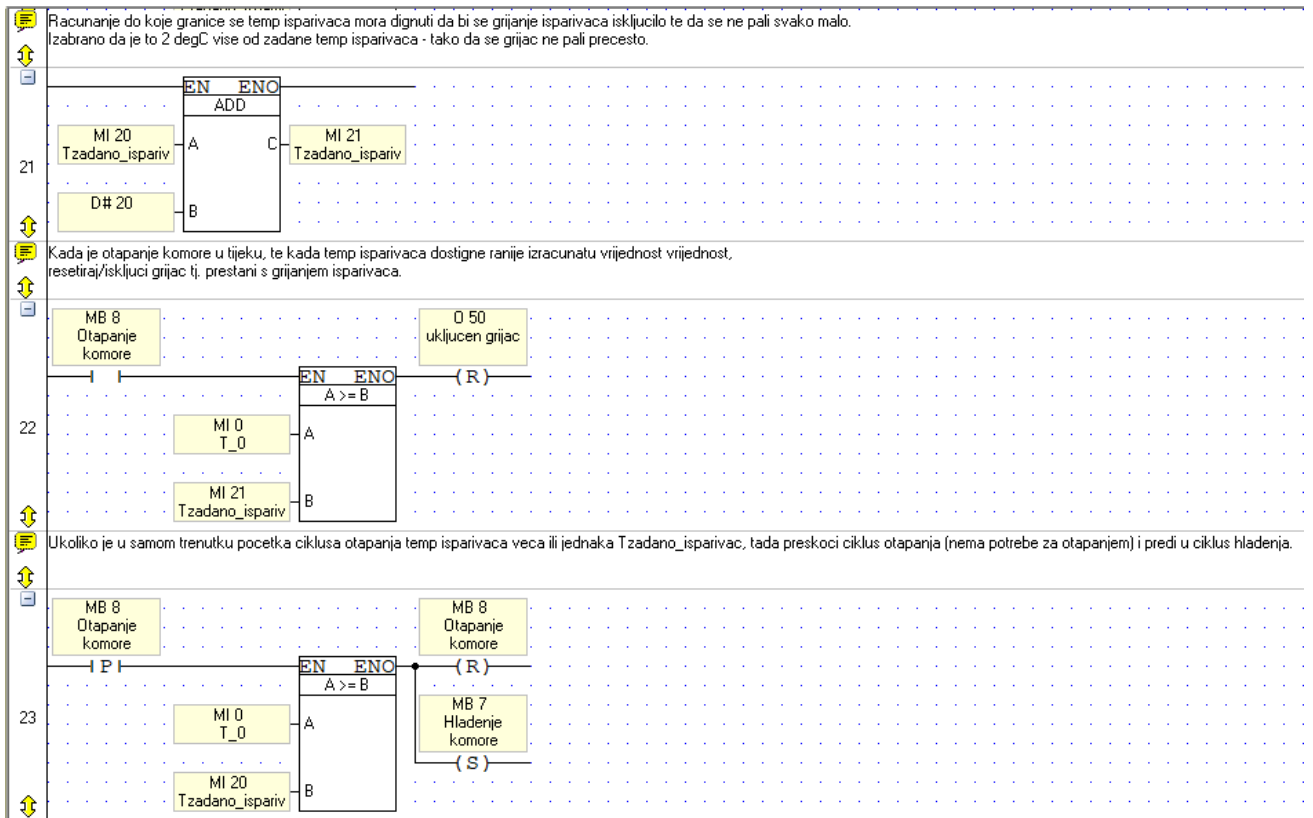 Racunanje do koje granice se temp isparivaca mora dignuti da bi se grijanje isparivaca iskljucilo te da se ne pali svako malo.
Izabrano da je to 2 degC vise od zadane temp isparivaca - tako da se grijac ne pali precesto.
EN ENO
ADD
MI 20
Tzadano_ispariv
A
C
MI 21
Tzadano_ispariv
21
D# 20
B
Kada je otapanje komore u tijeku, te kada temp isparivaca dostigne ranije izracunatu vrijednost vrijednost,
resetiraj/iskljuci grijac tj. prestani s grijanjem isparivaca.
MB 8
Otapanje
komore
O 50
ukljucen grijac
EN ENO
(R)
A >= B
22
MI 0
T_0
A
MI 21
Tzadano_ispariv
B
Ukoliko je u samom trenutku pocetka ciklusa otapanja temp isparivaca veca ili jednaka Tzadano_isparivac, tada preskoci ciklus otapanja (nema potrebe za otapanjem) i predi u ciklus hladenja.
MB 8
Otapanje
komore
MB 8
Otapanje
komore
P
EN ENO
(R)
A >= B
23
MI 0
T_0
A
MB 7
Hladenje
komore
(S)
MI 20
Tzadano_ispariv
B